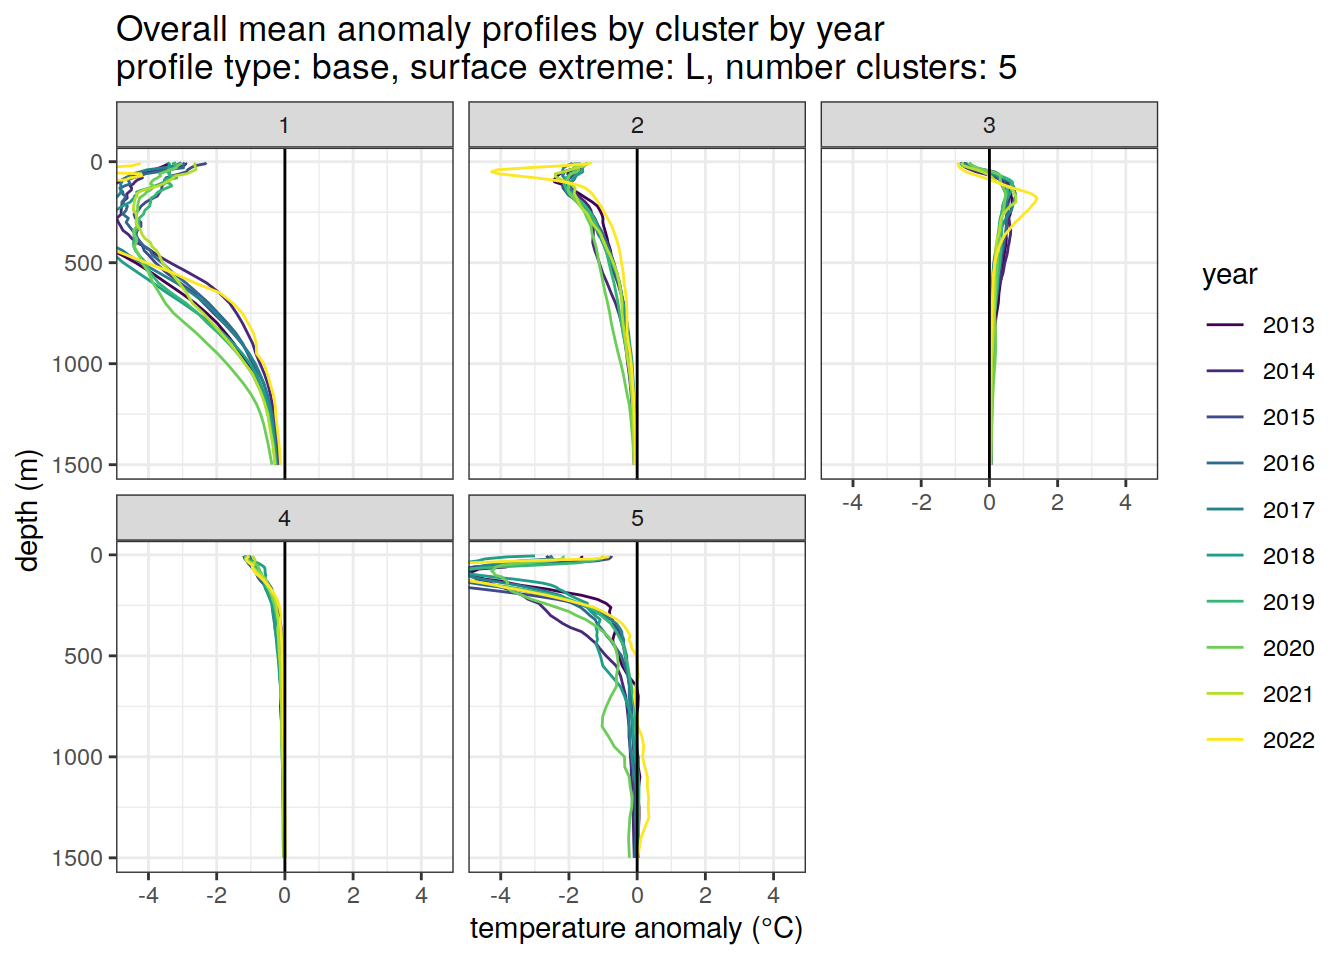 Overall mean anomaly profiles by cluster by year
profile type: base, surface extreme: L, number clusters: 5
1
2
3
0
500
1000
1500
-4 -2 0 2 4
4
5
0
500
1000
1500
-4 -2 0 2 4
-4 -2 0 2 4
temperature anomaly (°C)
depth (m)
year
2013
2014
2015
2016
2017
2018
2019
2020
2021
2022